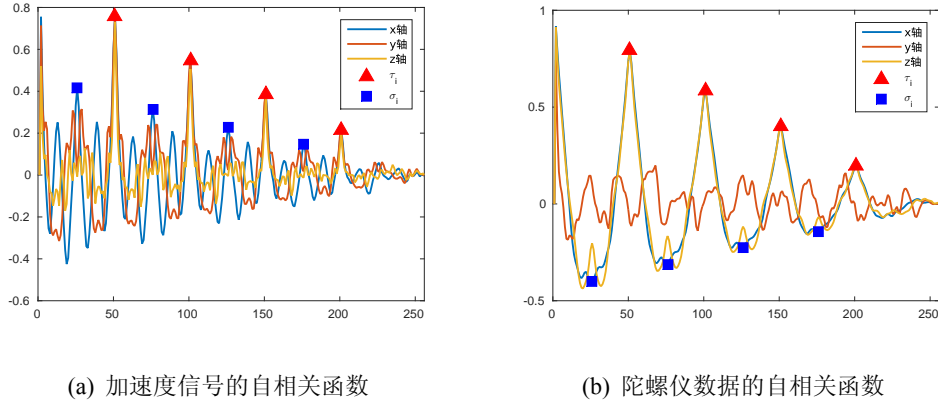 0.8
0.6
0.4
0.2
0
-0.2
-0.4
-0.6
0 50 100 150 200 250
x轴
y轴
z轴
τi
σi
1
0.5
0
-0.5
0 50 100 150 200 250
x轴
y轴
z轴
τi
σi
(a) 加速度信号的自相关函数
(b) 陀螺仪数据的自相关函数